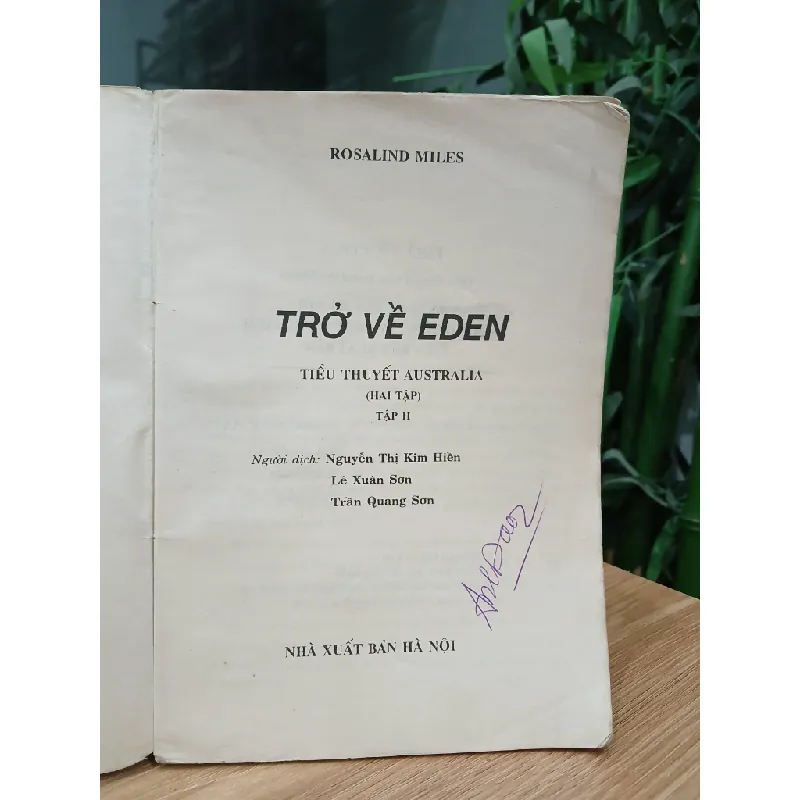 ROSALIND MILES
TRỞ VỀ EDEN
TIỂU THUYẾT AUSTRALIA
(HAI TẬP)
TẬP II
Người dịch: Nguyễn Thị Kim Hiền
Lê Xuân Sơn
Trần Quang Sơn
NHÀ XUẤT BẢN HÀ NỘI